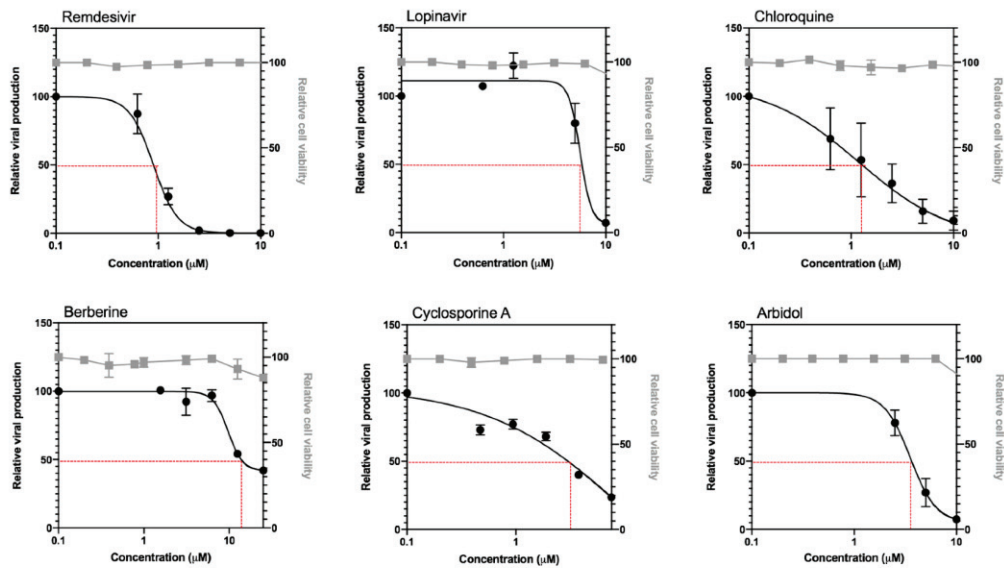 Remdesivir
150
100
50
0
Relative viral production
100
50
0
Relative cell viability
0.1
1
10
Concentration (µM)
Lopinavir
150
100
50
0
Relative viral production
100
50
0
Relative cell viability
0.1
1
10
Concentration (µM)
Chloroquine
150
100
50
0
Relative viral production
100
50
0
Relative cell viability
0.1
1
10
Concentration (µM)
Berberine
150
100
50
0
Relative viral production
100
50
0
Relative cell viability
0.1
1
10
Concentration (µM)
Cyclosporine A
150
100
50
0
Relative viral production
100
50
0
Relative cell viability
0.1
1
Concentration (µM)
Arbidol
150
100
50
0
Relative viral production
100
50
0
Relative cell viability
0.1
1
10
Concentration (µM)